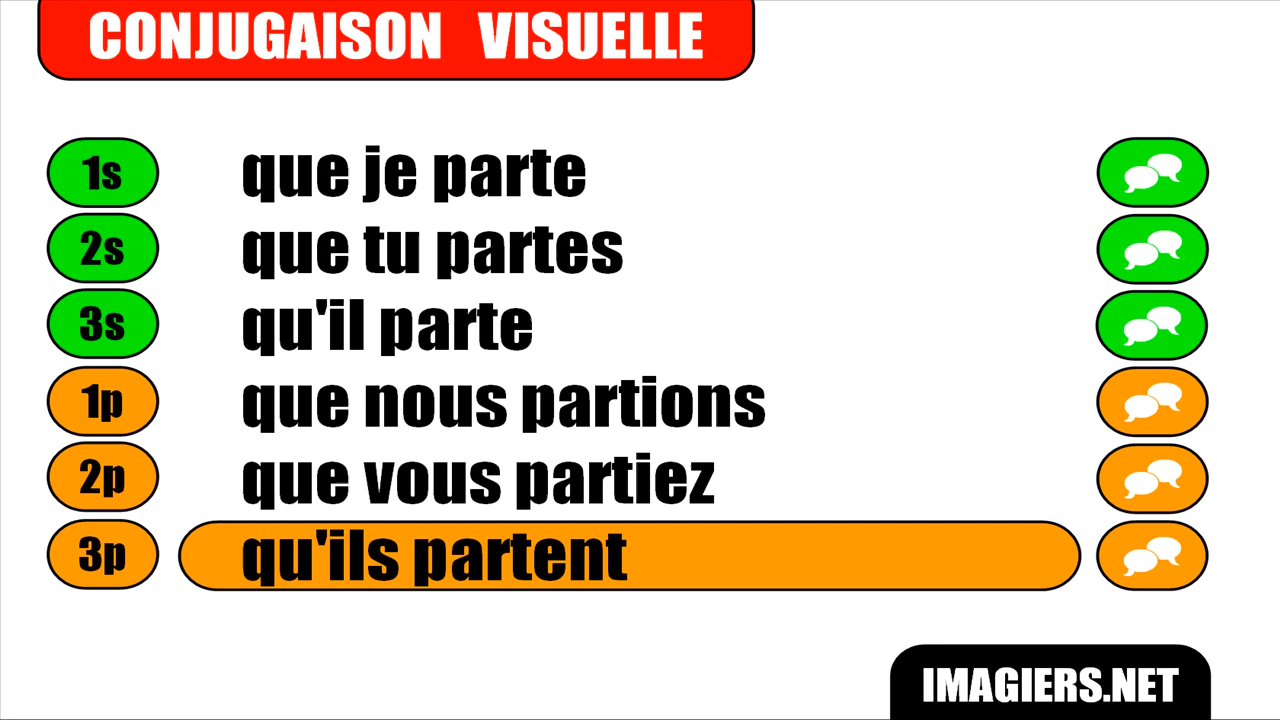 CONJUGAISON VISUELLE
1s que je parte
2s que tu partes
3s qu'il parte
1p que nous partions
2p que vous partiez
3p qu'ils partent
IMAGIERS.NET